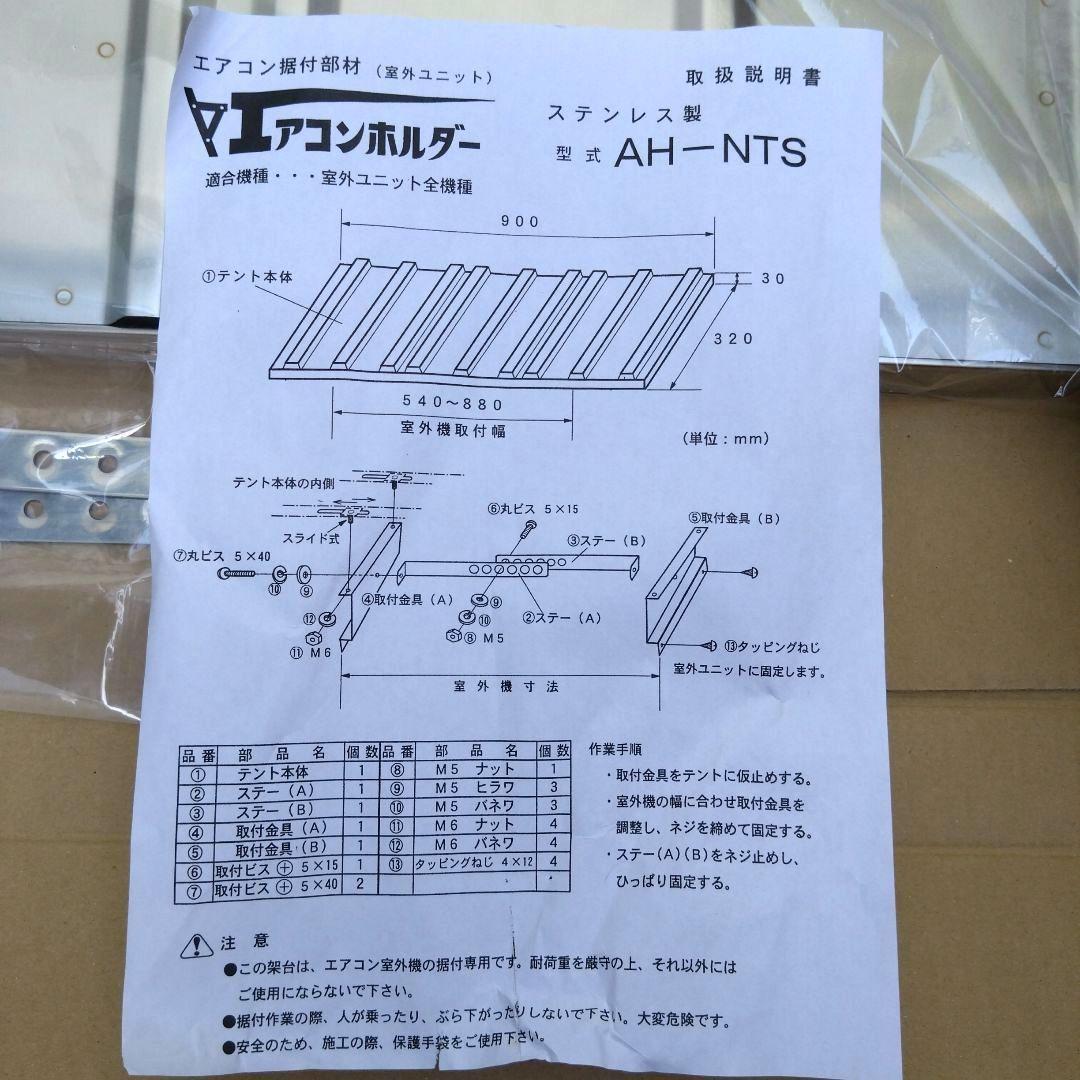 エアコン据付部材(室外ユニット)
取扱説明書
エアコンホルダー
ステンレス製
型式 AH-NTS
適合機種・・・室外ユニット全機種
900
①テント本体
30
320
540~880
室外機取付幅
(単位:mm)
テント本体の内側
スライド式
⑥丸ビス 5×15
⑤取付金具(B)
③ステー(B)
⑦丸ビス 5×40
⑩
⑨
④取付金具(A)
⑫
⑪ M6
⑨
⑩
⑧ M5
②ステー(A)
⑬タッピングねじ
室外ユニットに固定します。
室外機寸法
品番 部品名 個数 品番 部品名 個数
① テント本体 1 ⑧ M5 ナット 1
② ステー(A) 1 ⑨ M5 ヒラワ 3
③ ステー(B) 1 ⑩ M5 バネワ 3
④ 取付金具(A) 1 ⑪ M6 ナット 4
⑤ 取付金具(B) 1 ⑫ M6 バネワ 4
⑥ 取付ビス ⊕ 5×15 1 ⑬ タッピングねじ 4×12 4
⑦ 取付ビス ⊕ 5×40 2
作業手順
・取付金具をテントに仮止めする。
・室外機の幅に合わせ取付金具を
調整し、ネジを締めて固定する。
・ステー(A)(B)をネジ止めし、
ひっぱり固定する。
注意
●この架台は、エアコン室外機の据付専用です。耐荷重を厳守の上、それ以外には
ご使用にならないで下さい。
●据付作業の際、人が乗ったり、ぶら下がったりしないで下さい。大変危険です。
●安全のため、施工の際、保護手袋をご使用下さい。